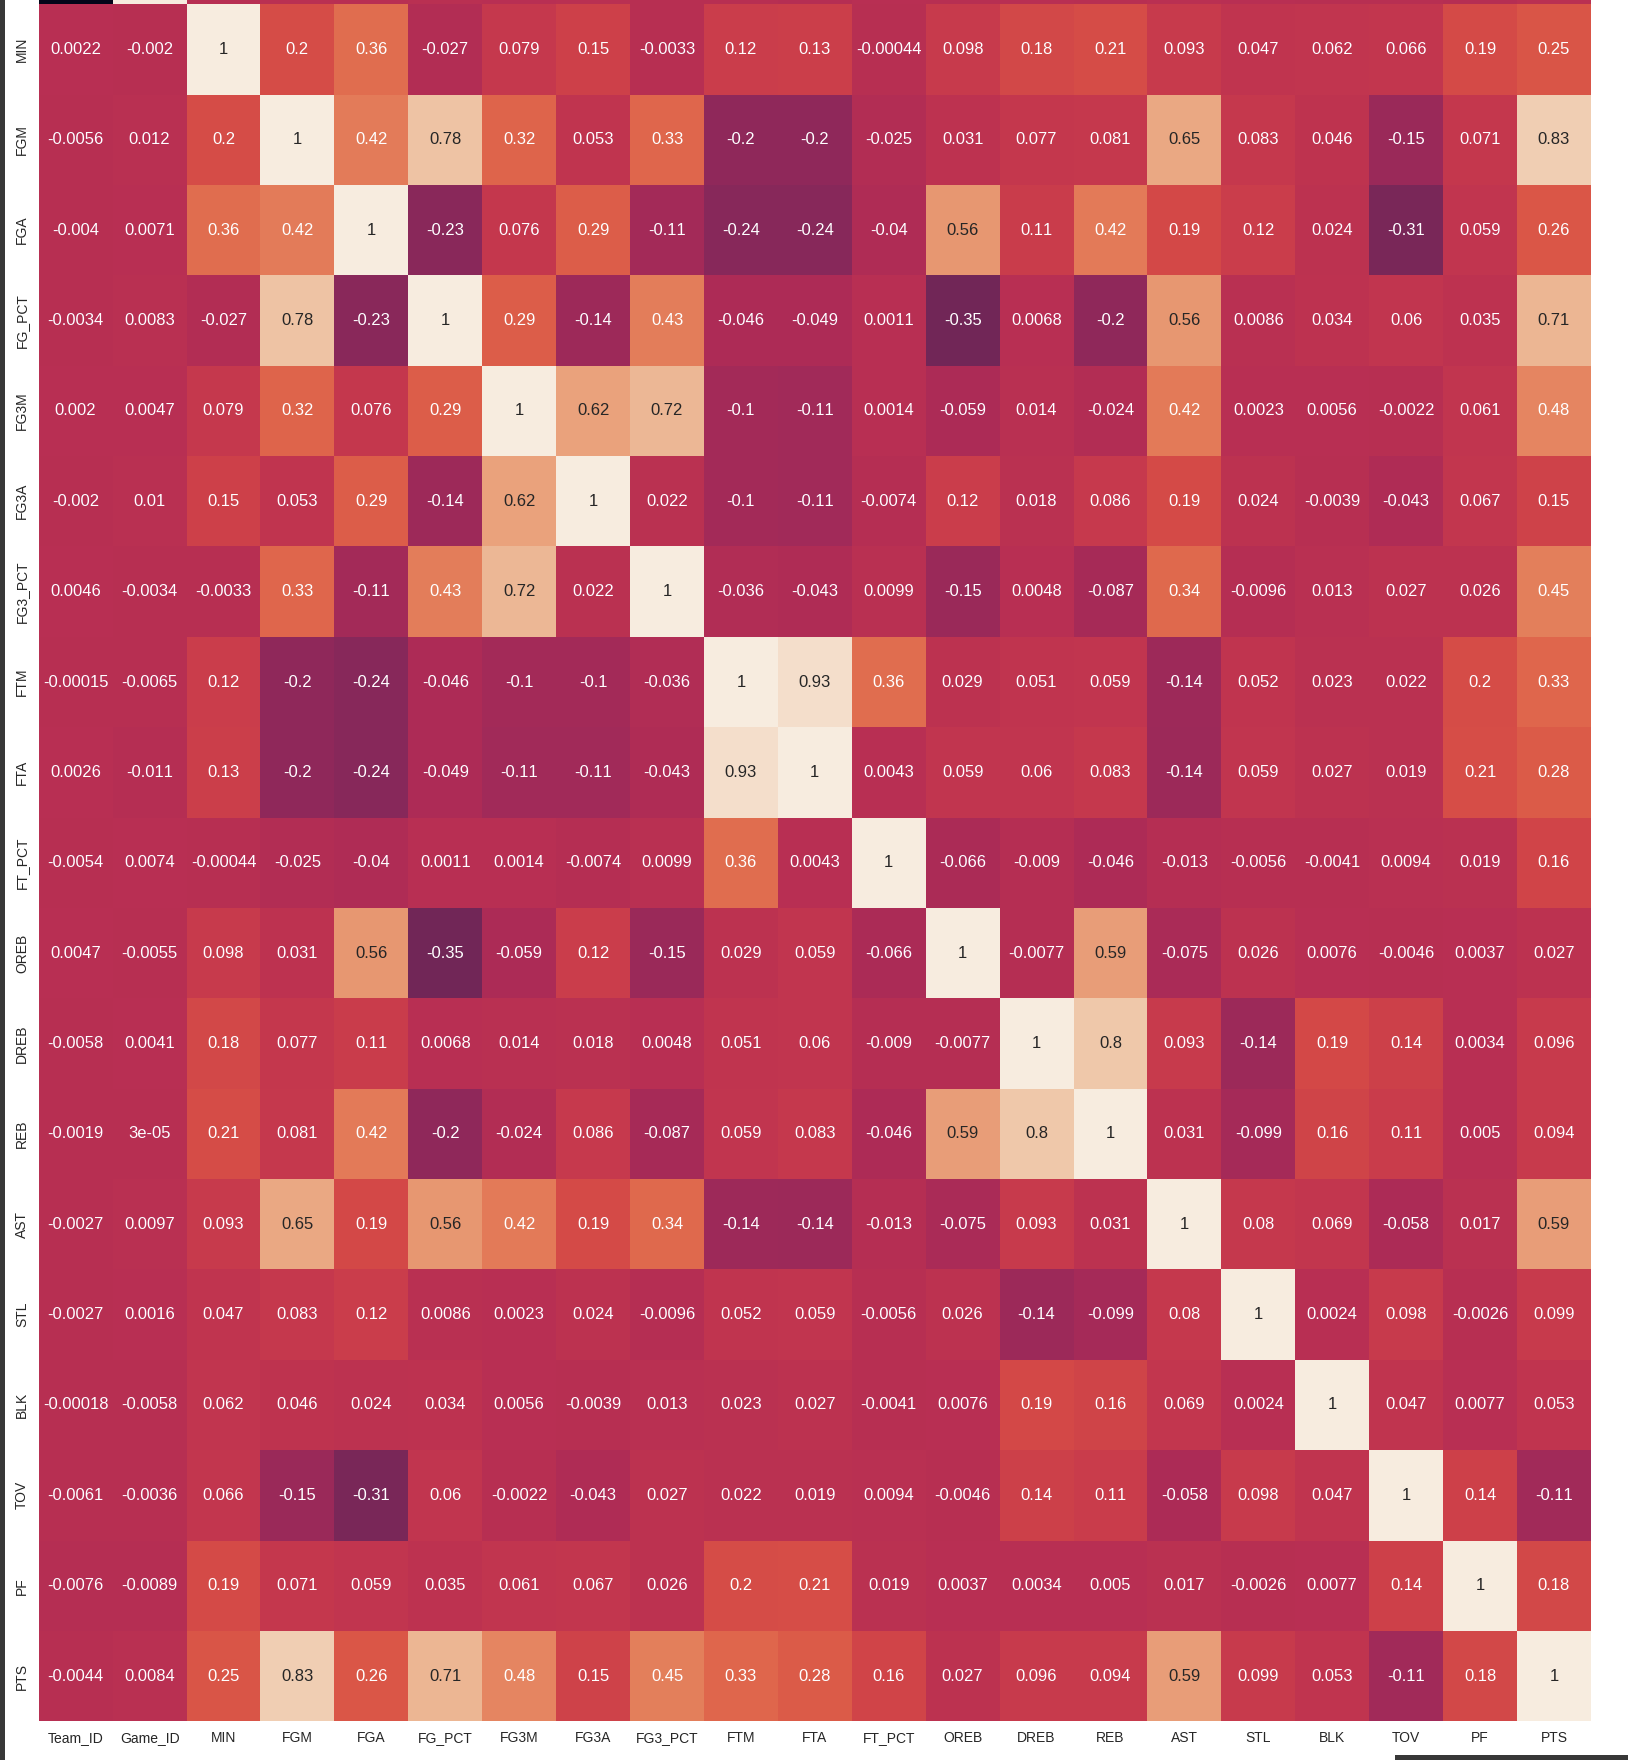 MIN 0.0022 -0.002 1 0.2 0.36 -0.027 0.079 0.15 -0.0033 0.12 0.13 -0.00044 0.098 0.18 0.21 0.093 0.047 0.062 0.066 0.19 0.25
FGM -0.0056 0.012 0.2 1 0.42 0.78 0.32 0.053 0.33 -0.2 -0.2 -0.025 0.031 0.077 0.081 0.65 0.083 0.046 -0.15 0.071 0.83
FGA -0.004 0.0071 0.36 0.42 1 -0.23 0.076 0.29 -0.11 -0.24 -0.24 -0.04 0.56 0.11 0.42 0.19 0.12 0.024 -0.31 0.059 0.26
FG_PCT -0.0034 0.0083 -0.027 0.78 -0.23 1 0.29 -0.14 0.43 -0.046 -0.049 0.0011 -0.35 0.0068 -0.2 0.56 0.0086 0.034 0.06 0.035 0.71
FG3M 0.002 0.0047 0.079 0.32 0.076 0.29 1 0.62 0.72 -0.1 -0.11 0.0014 -0.059 0.014 -0.024 0.42 0.0023 0.0056 -0.0022 0.061 0.48
FG3A -0.002 0.01 0.15 0.053 0.29 -0.14 0.62 1 0.022 -0.1 -0.11 -0.0074 0.12 0.018 0.086 0.19 0.024 -0.0039 -0.043 0.067 0.15
FG3_PCT 0.0046 -0.0034 -0.0033 0.33 -0.11 0.43 0.72 0.022 1 -0.036 -0.043 0.0099 -0.15 0.0048 -0.087 0.34 -0.0096 0.013 0.027 0.026 0.45
FTM -0.00015 -0.0065 0.12 -0.2 -0.24 -0.046 -0.1 -0.1 -0.036 1 0.93 0.36 0.029 0.051 0.059 -0.14 0.052 0.023 0.022 0.2 0.33
FTA 0.0026 -0.011 0.13 -0.2 -0.24 -0.049 -0.11 -0.11 -0.043 0.93 1 0.0043 0.059 0.06 0.083 -0.14 0.059 0.027 0.019 0.21 0.28
FT_PCT -0.0054 0.0074 -0.00044 -0.025 -0.04 0.0011 0.0014 -0.0074 0.0099 0.36 0.0043 1 -0.066 -0.009 -0.046 -0.013 -0.0056 -0.0041 0.0094 0.019 0.16
OREB 0.0047 -0.0055 0.098 0.031 0.56 -0.35 -0.059 0.12 -0.15 0.029 0.059 -0.066 1 -0.0077 0.59 -0.075 0.026 0.0076 -0.0046 0.0037 0.027
DREB -0.0058 0.0041 0.18 0.077 0.11 0.0068 0.014 0.018 0.0048 0.051 0.06 -0.009 -0.0077 1 0.8 0.093 -0.14 0.19 0.14 0.0034 0.096
REB -0.0019 3e-05 0.21 0.081 0.42 -0.2 -0.024 0.086 -0.087 0.059 0.083 -0.046 0.59 0.8 1 0.031 -0.099 0.16 0.11 0.005 0.094
AST -0.0027 0.0097 0.093 0.65 0.19 0.56 0.42 0.19 0.34 -0.14 -0.14 -0.013 -0.075 0.093 0.031 1 0.08 0.069 -0.058 0.017 0.59
STL -0.0027 0.0016 0.047 0.083 0.12 0.0086 0.0023 0.024 -0.0096 0.052 0.059 -0.0056 0.026 -0.14 -0.099 0.08 1 0.0024 0.098 -0.0026 0.099
BLK -0.00018 -0.0058 0.062 0.046 0.024 0.034 0.0056 -0.0039 0.013 0.023 0.027 -0.0041 0.0076 0.19 0.16 0.069 0.0024 1 0.047 0.0077 0.053
TOV -0.0061 -0.0036 0.066 -0.15 -0.31 0.06 -0.0022 -0.043 0.027 0.022 0.019 0.0094 -0.0046 0.14 0.11 -0.058 0.098 0.047 1 0.14 -0.11
PF -0.0076 -0.0089 0.19 0.071 0.059 0.035 0.061 0.067 0.026 0.2 0.21 0.019 0.0037 0.0034 0.005 0.017 -0.0026 0.0077 0.14 1 0.18
PTS -0.0044 0.0084 0.25 0.83 0.26 0.71 0.48 0.15 0.45 0.33 0.28 0.16 0.027 0.096 0.094 0.59 0.099 0.053 -0.11 0.18 1
Team_ID Game_ID MIN FGM FGA FG_PCT FG3M FG3A FG3_PCT FTM FTA FT_PCT OREB DREB REB AST STL BLK TOV PF PTS